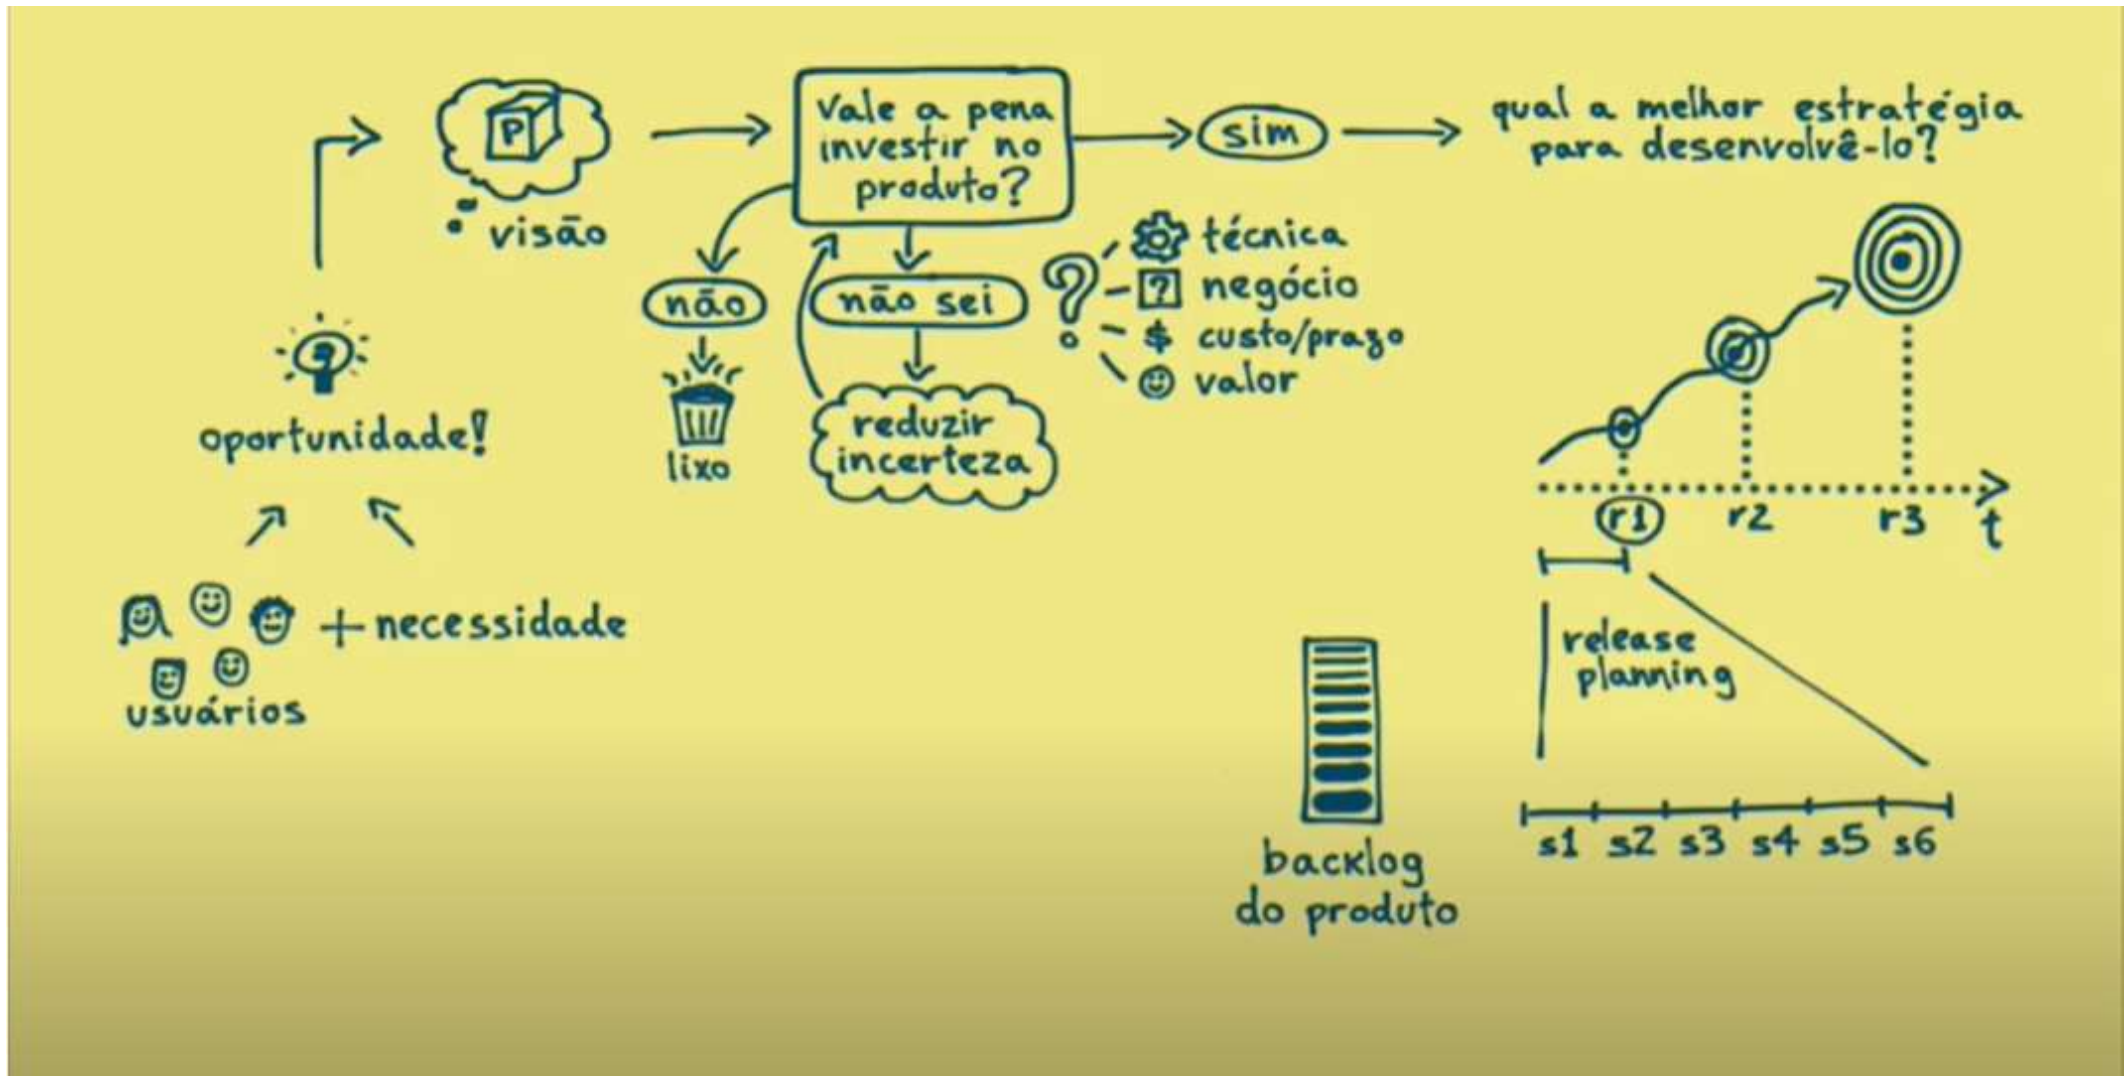 P
visão
vale a pena
investir no
produto?
sim
qual a melhor estratégia
para desenvolvê-lo?
não
lixo
não sei
reduzir
incerteza
?
técnica
? negócio
$ custo/prazo
valor
oportunidade!
usuários
+ necessidade
r1 r2 r3 t
release
planning
s1 s2 s3 s4 s5 s6
backlog
do produto